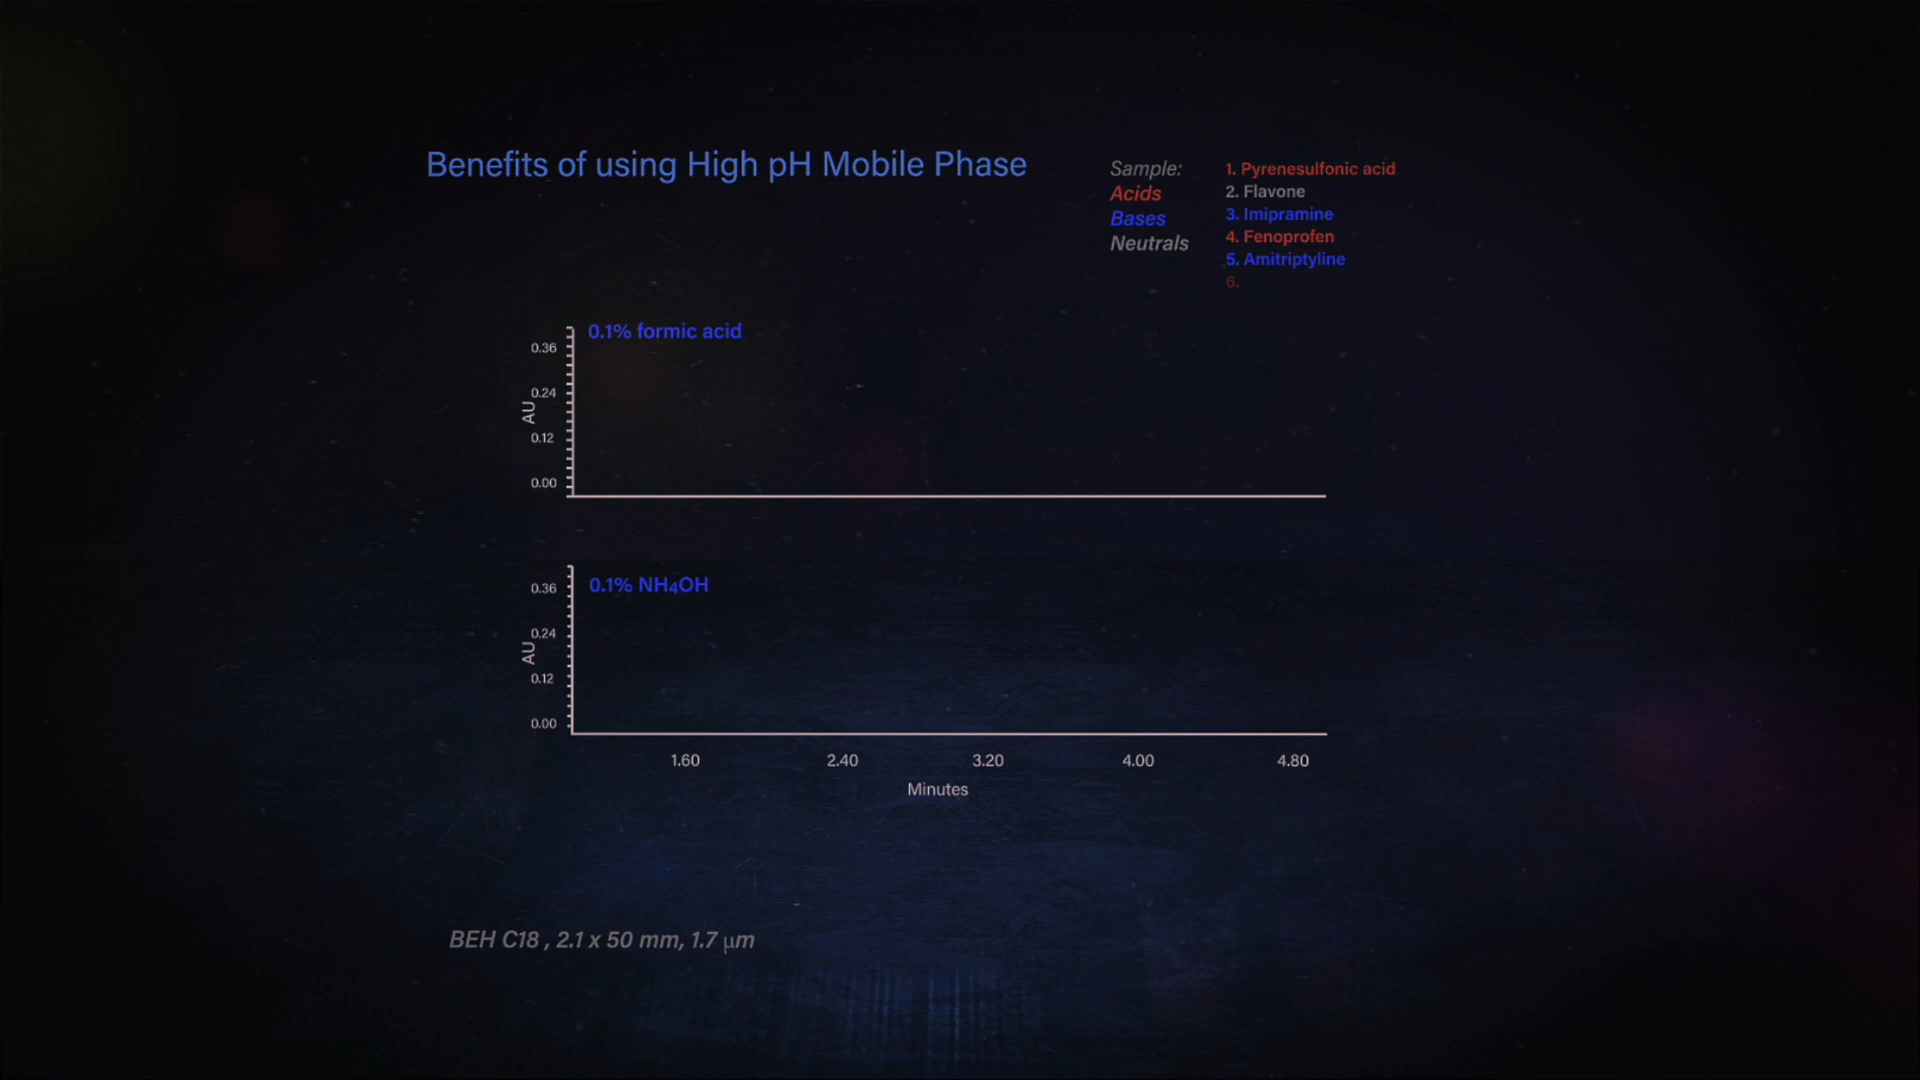 Benefits of using High pH Mobile Phase
Sample:
Acids
Bases
Neutrals
1. Pyrenesulfonic acid
2. Flavone
3. Imipramine
4. Fenoprofen
5. Amitriptyline
6.
0.1% formic acid
0.36
0.24
0.12
0.00
AU
0.1% NH₄OH
0.36
0.24
0.12
0.00
AU
1.60 2.40 3.20 4.00 4.80
Minutes
BEH C18 , 2.1 x 50 mm, 1.7 µm